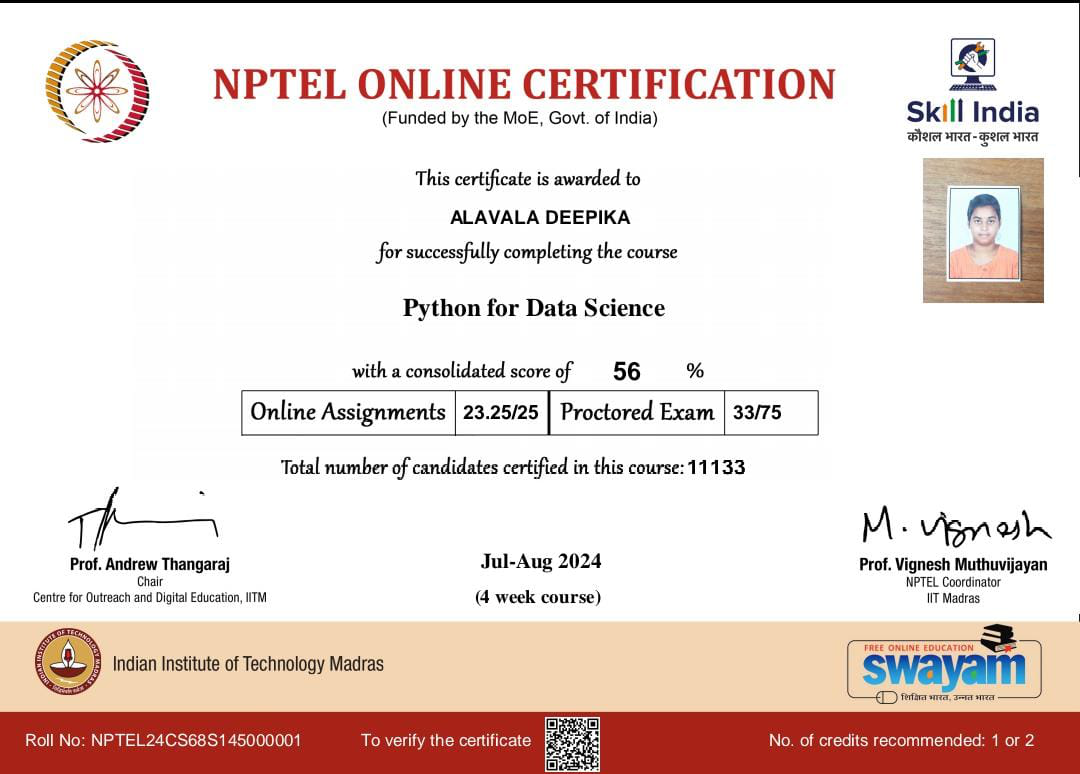 NPTEL ONLINE CERTIFICATION
(Funded by the MoE, Govt. of India)
Skill India
कौशल भारत - कुशल भारत
This certificate is awarded to
ALAVALA DEEPIKA
for successfully completing the course
Python for Data Science
with a consolidated score of 56 %
Online Assignments 23.25/25 Proctored Exam 33/75
Total number of candidates certified in this course: 11133
M. Vignesh
Prof. Andrew Thangaraj
Chair
Centre for Outreach and Digital Education, IITM
Jul-Aug 2024
(4 week course)
Prof. Vignesh Muthuvijayan
NPTEL Coordinator
IIT Madras
INDIAN INSTITUTE OF TECHNOLOGY MADRAS
Indian Institute of Technology Madras
FREE ONLINE EDUCATION
swayam
शिक्षित भारत, उन्नत भारत
Roll No: NPTEL24CS68S145000001
To verify the certificate
No. of credits recommended: 1 or 2